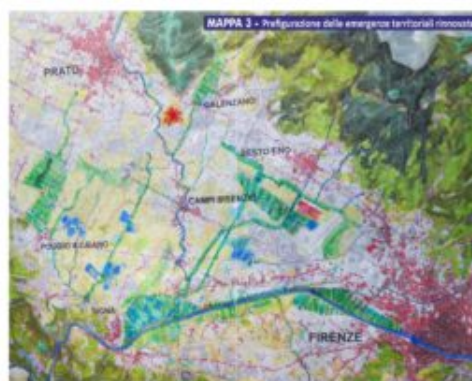 MAPPA 3 - Prefigurazione delle emergenze territoriali rinnovate
PRATO
CALENZANO
SESTO F.NO
CAMPI BISENZIO
POGGIO A CAIANO
SIGNA
FIRENZE